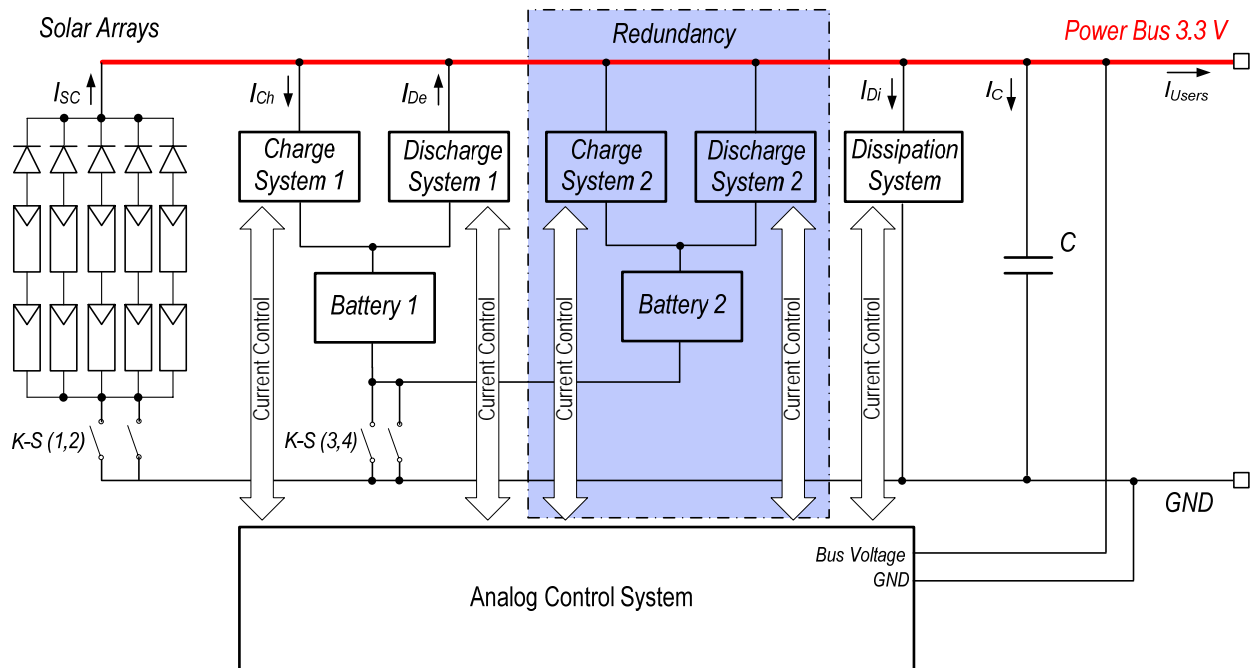 Solar Arrays
Redundancy
Power Bus 3.3 V
ISC
ICh
IDe
IDi
IC
IUsers
Charge
System 1
Discharge
System 1
Charge
System 2
Discharge
System 2
Dissipation
System
C
Battery 1
Battery 2
Current Control
Current Control
Current Control
Current Control
Current Control
K-S (1,2)
K-S (3,4)
GND
Bus Voltage
GND
Analog Control System